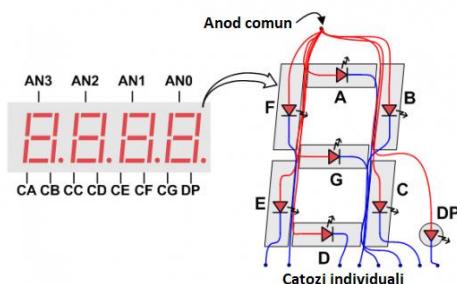 Anod comun
AN3 AN2 AN1 AN0
CA CB CC CD CE CF CG DP
A
F B
G
E C
D
DP
Catozi individuali